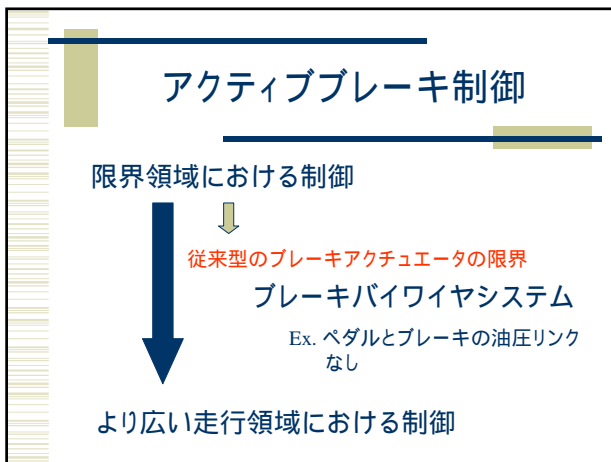 アクティブブレーキ制御
限界領域における制御
従来型のブレーキアクチュエータの限界
ブレーキバイワイヤシステム
Ex. ペダルとブレーキの油圧リンク
なし
より広い走行領域における制御